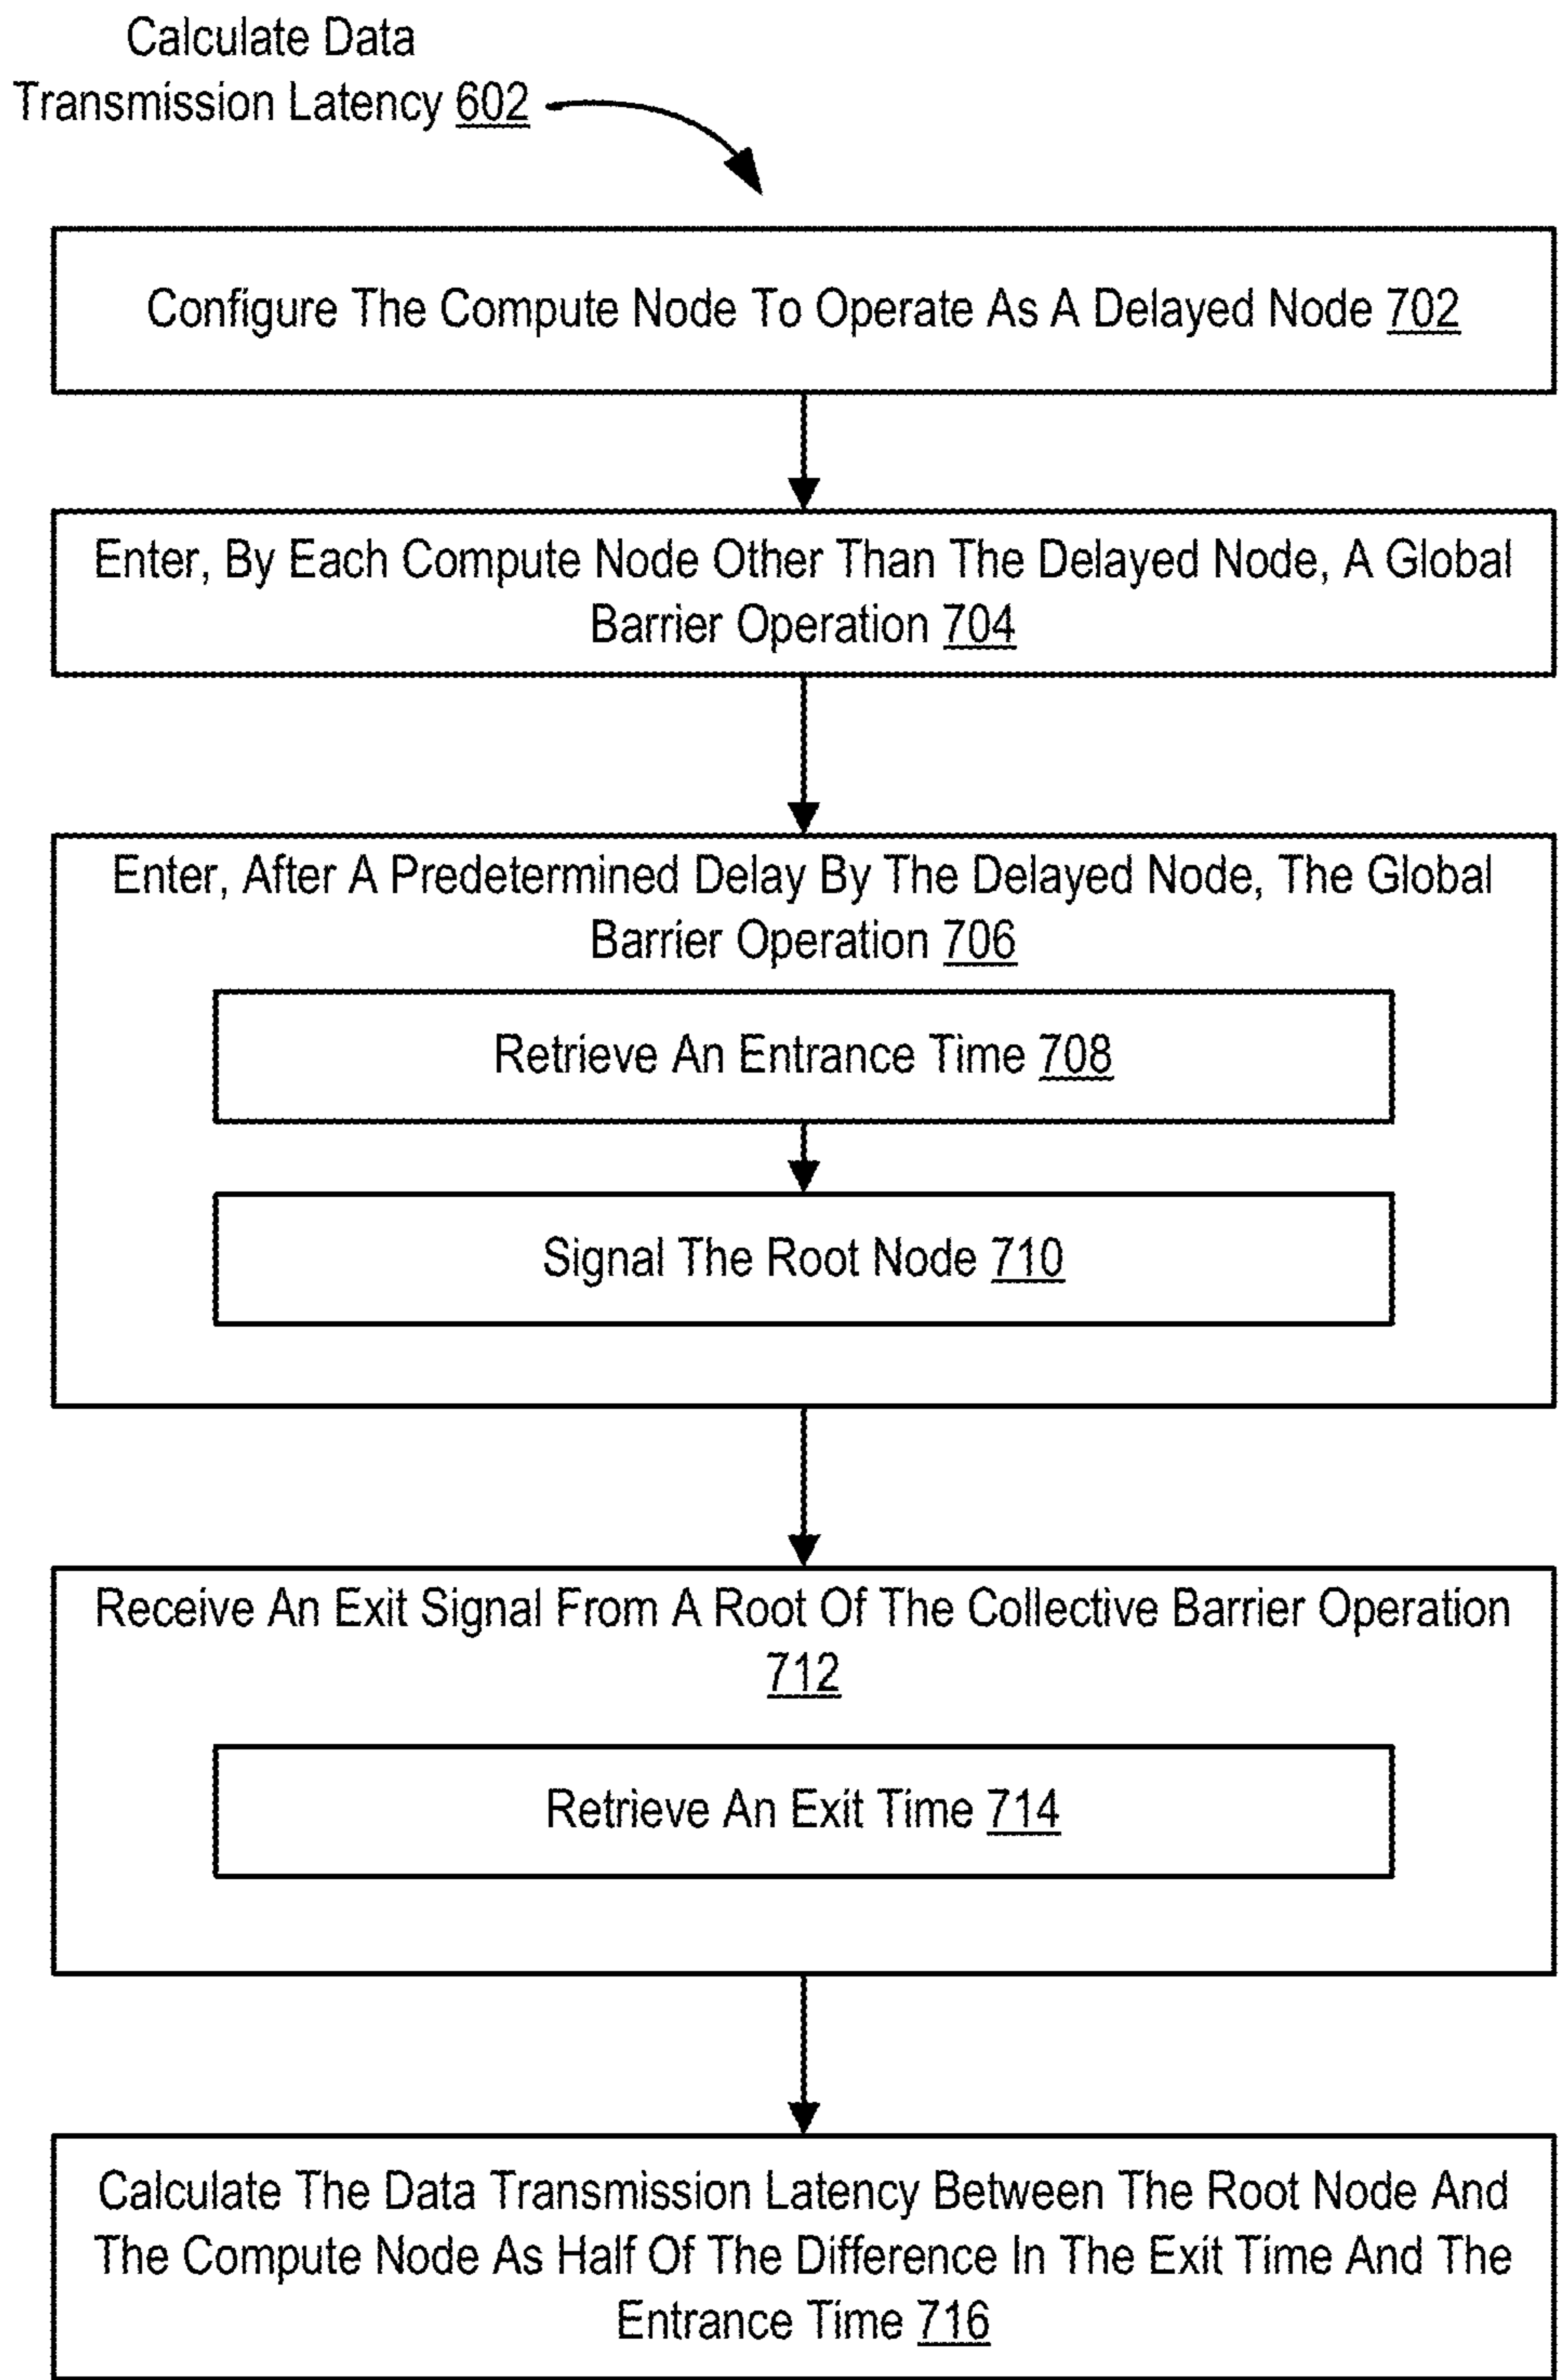 Calculate Data
Transmission Latency 602
Configure The Compute Node To Operate As A Delayed Node 702
Enter, By Each Compute Node Other Than The Delayed Node, A Global
Barrier Operation 704
Enter, After A Predetermined Delay By The Delayed Node, The Global
Barrier Operation 706
Retrieve An Entrance Time 708
Signal The Root Node 710
Receive An Exit Signal From A Root Of The Collective Barrier Operation
712
Retrieve An Exit Time 714
Calculate The Data Transmission Latency Between The Root Node And
The Compute Node As Half Of The Difference In The Exit Time And The
Entrance Time 716